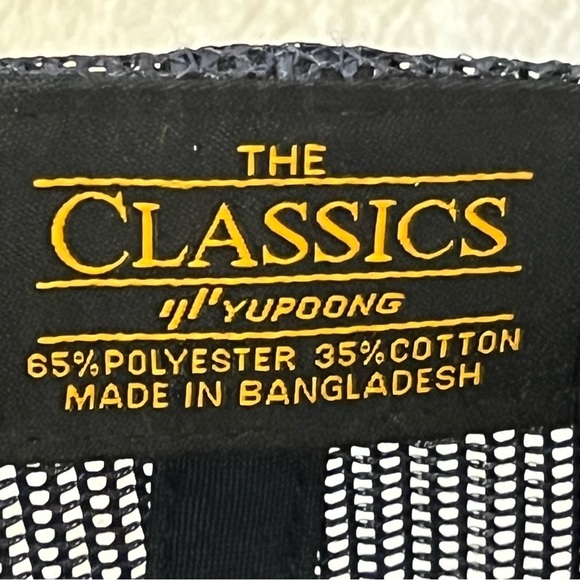 THE
CLASSICS
YUPOONG
65% POLYESTER 35% COTTON
MADE IN BANGLADESH